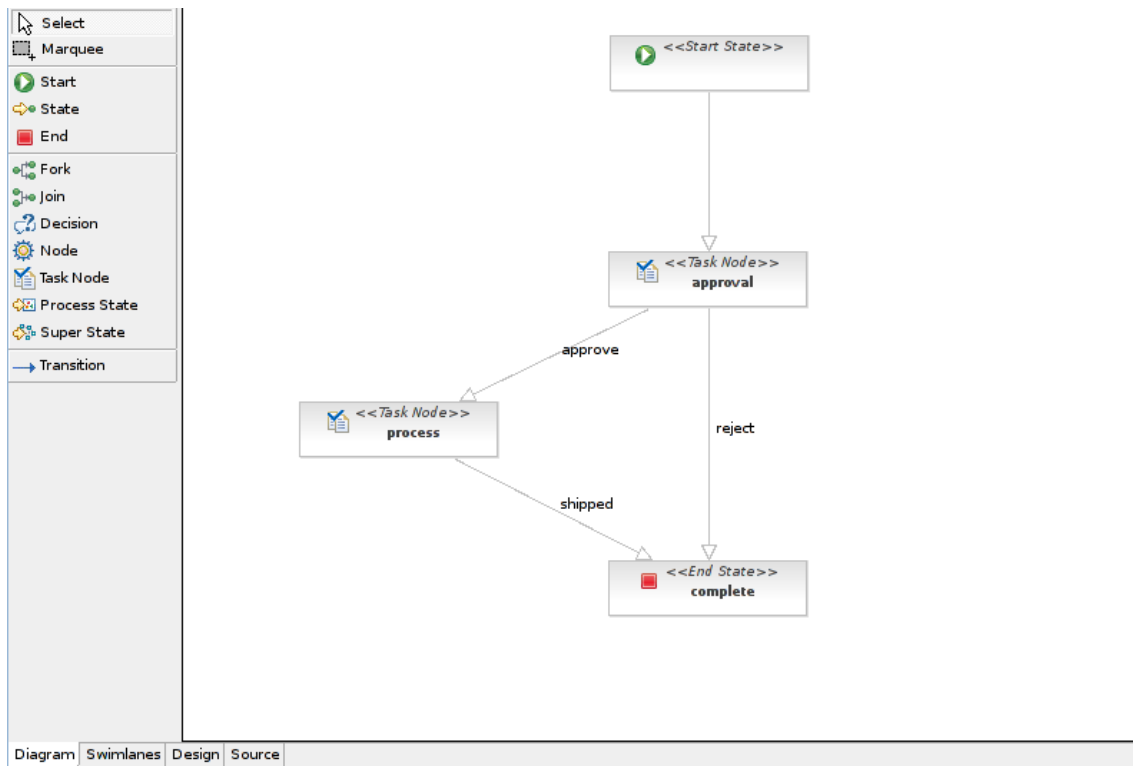 Select
Marquee
Start
State
End
Fork
Join
Decision
Node
Task Node
Process State
Super State
Transition
<<Start State>>
<<Task Node>>
approval
approve
<<Task Node>>
process
reject
shipped
<<End State>>
complete
Diagram Swimlanes Design Source